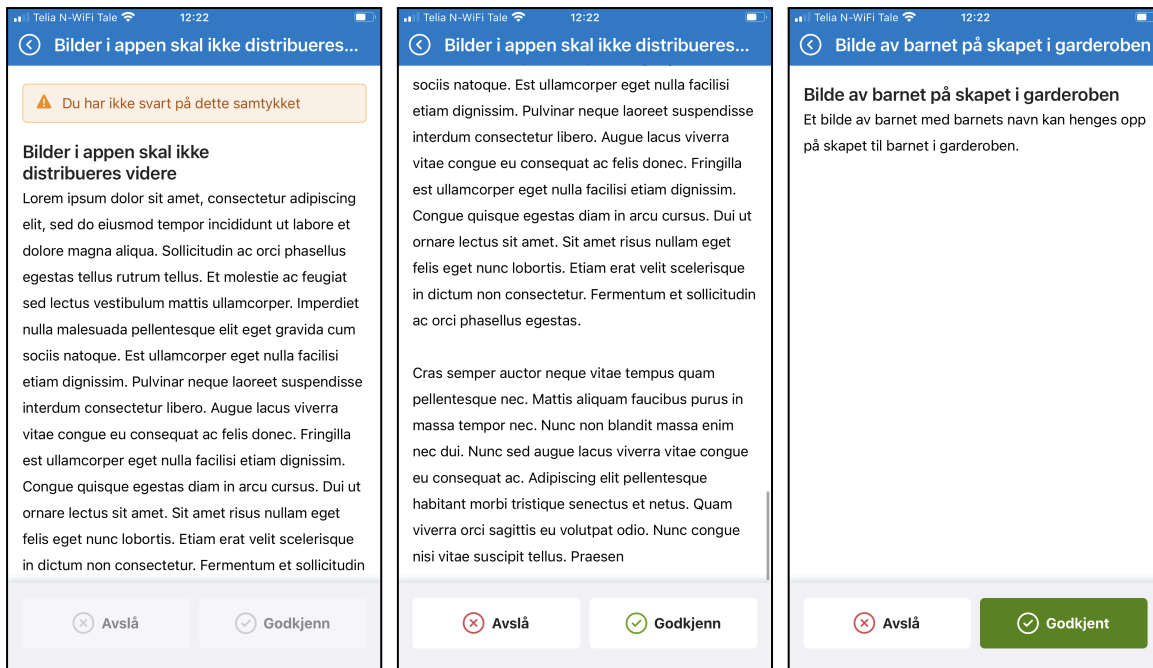 Telia N-WiFi Tale 12:22
Bilder i appen skal ikke distribueres...
Du har ikke svart på dette samtykket
Bilder i appen skal ikke
distribueres videre
Lorem ipsum dolor sit amet, consectetur adipiscing
elit, sed do eiusmod tempor incididunt ut labore et
dolore magna aliqua. Sollicitudin ac orci phasellus
egestas tellus rutrum tellus. Et molestie ac feugiat
sed lectus vestibulum mattis ullamcorper. Imperdiet
nulla malesuada pellentesque elit eget gravida cum
sociis natoque. Est ullamcorper eget nulla facilisi
etiam dignissim. Pulvinar neque laoreet suspendisse
interdum consectetur libero. Augue lacus viverra
vitae congue eu consequat ac felis donec. Fringilla
est ullamcorper eget nulla facilisi etiam dignissim.
Congue quisque egestas diam in arcu cursus. Dui ut
ornare lectus sit amet. Sit amet risus nullam eget
felis eget nunc lobortis. Etiam erat velit scelerisque
in dictum non consectetur. Fermentum et sollicitudin
Avslå
Godkjenn
Telia N-WiFi Tale 12:22
Bilder i appen skal ikke distribueres...
sociis natoque. Est ullamcorper eget nulla facilisi
etiam dignissim. Pulvinar neque laoreet suspendisse
interdum consectetur libero. Augue lacus viverra
vitae congue eu consequat ac felis donec. Fringilla
est ullamcorper eget nulla facilisi etiam dignissim.
Congue quisque egestas diam in arcu cursus. Dui ut
ornare lectus sit amet. Sit amet risus nullam eget
felis eget nunc lobortis. Etiam erat velit scelerisque
in dictum non consectetur. Fermentum et sollicitudin
ac orci phasellus egestas.
Cras semper auctor neque vitae tempus quam
pellentesque nec. Mattis aliquam faucibus purus in
massa tempor nec. Nunc non blandit massa enim
nec dui. Nunc sed augue lacus viverra vitae congue
eu consequat ac. Adipiscing elit pellentesque
habitant morbi tristique senectus et netus. Quam
viverra orci sagittis eu volutpat odio. Nunc congue
nisi vitae suscipit tellus. Praesen
Avslå
Godkjenn
Telia N-WiFi Tale 12:22
Bilde av barnet på skapet i garderoben
Bilde av barnet på skapet i garderoben
Et bilde av barnet med barnets navn kan henges opp
på skapet til barnet i garderoben.
Avslå
Godkjent